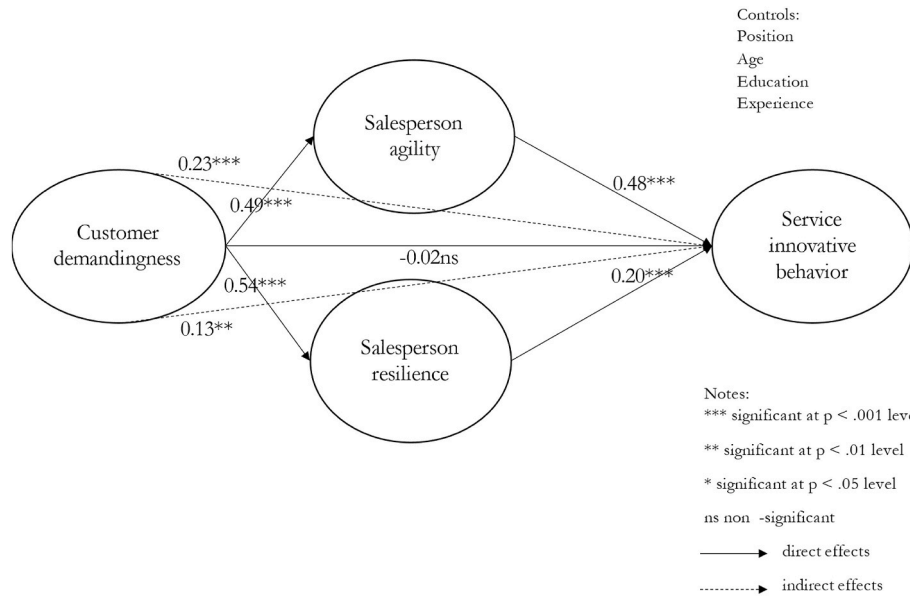 Controls:
Position
Age
Education
Experience
Salesperson
agility
0.23***
0.49***
0.48***
Customer
demandingness
Service
innovative
behavior
-0.02ns
0.54***
0.20***
0.13**
Salesperson
resilience
Notes:
*** significant at p < .001 leve
** significant at p < .01 level
* significant at p < .05 level
ns non -significant
direct effects
indirect effects